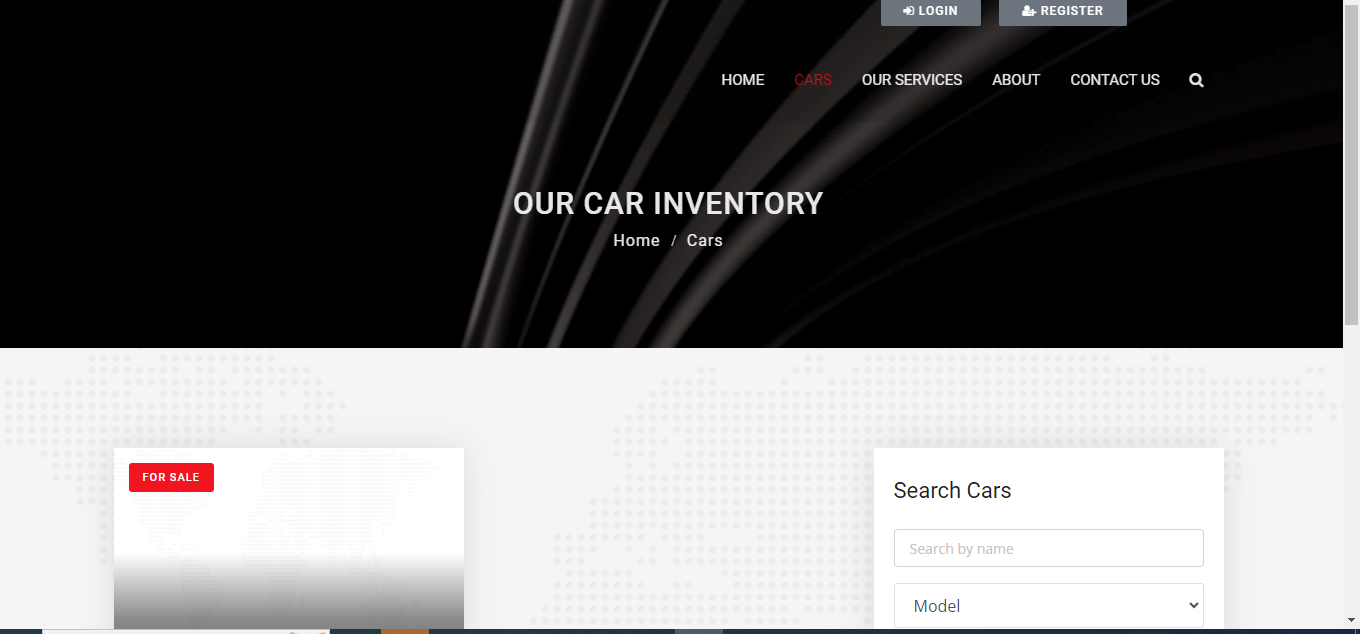 LOGIN REGISTER
HOME CARS OUR SERVICES ABOUT CONTACT US
OUR CAR INVENTORY
Home / Cars
FOR SALE
Search Cars
Search by name
Model